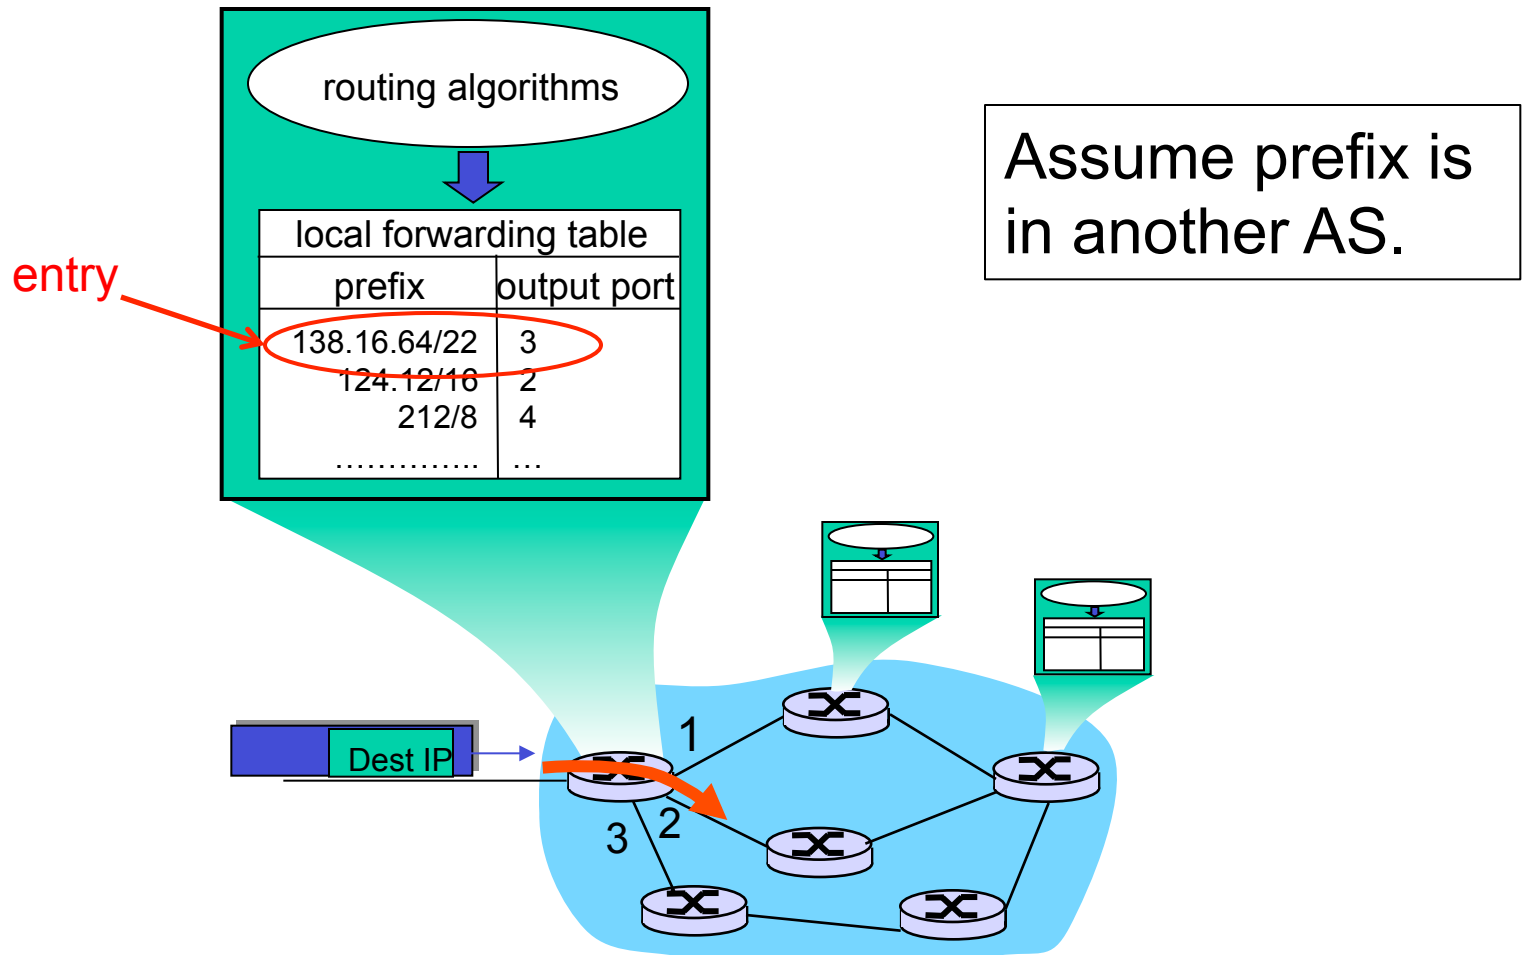 routing algorithms
Assume prefix is
in another AS.
local forwarding table
entry
prefix output port
138.16.64/22 3
124.12/16 2
212/8 4
………….. …
1
Dest IP
2
3